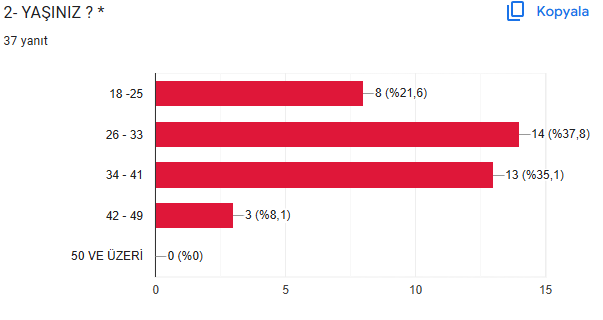 2- YAŞINIZ ? *
Kopyala
37 yanıt
18 -25
8 (%21,6)
26 - 33
14 (%37,8)
34 - 41
13 (%35,1)
42 - 49
3 (%8,1)
50 VE ÜZERİ
0 (%0)
0
5
10
15